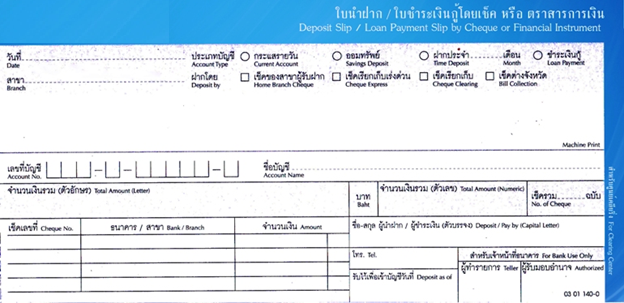 ใบนำฝาก / ใบชำระเงินกู้โดยเช็ค หรือ ตราสารการเงิน
Deposit Slip / Loan Payment Slip by Cheque or Financial Instrument
วันที่ ประเภทบัญชี กระแสรายวัน ออมทรัพย์ ฝากประจำ เดือน ชำระเงินกู้
Date Account Type Current Account Savings Deposit Time Deposit Month Loan Payment
สาขา ฝากโดย เช็คของสาขาผู้รับฝาก เช็คเรียกเก็บเร่งด่วน เช็คเรียกเก็บ เช็คต่างจังหวัด
Branch Deposit by Home Branch Cheque Cheque Express Cheque Clearing Bill Collection
Machine Print
เลขที่บัญชี ชื่อบัญชี
Account No. Account Name
จำนวนเงินรวม (ตัวอักษร) Total Amount (Letter) บาท จำนวนเงินรวม (ตัวเลข) Total Amount (Numeric) เช็ครวม ฉบับ
Baht No. of Cheque
เช็คเลขที่ Cheque No. ธนาคาร / สาขา Bank / Branch จำนวนเงิน Amount ชื่อ-สกุล ผู้นำฝาก / ผู้ชำระเงิน (ตัวบรรจง) Deposit / Pay by (Capital Letter)
โทร. Tel. สำหรับเจ้าหน้าที่ธนาคาร For Bank Use Only
รับไว้เพื่อเข้าบัญชีวันที่ Deposit as of ผู้ทำรายการ Teller ผู้รับมอบอำนาจ Authorized
03 01 140-0
For Clearing Center